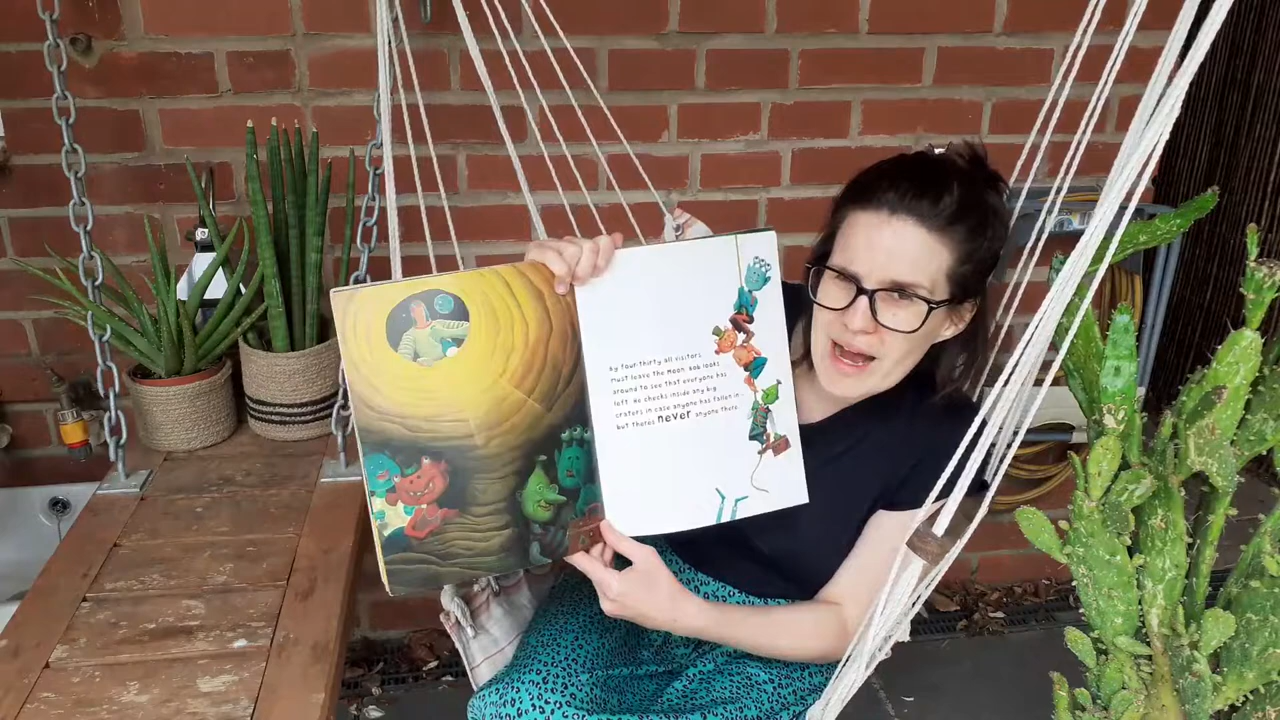 by four-thirty all visitors
must leave the moon. Bob looks
around to see that everyone has
left. He checks inside any big
craters in case anyone has fallen in –
but theres never anyone there.